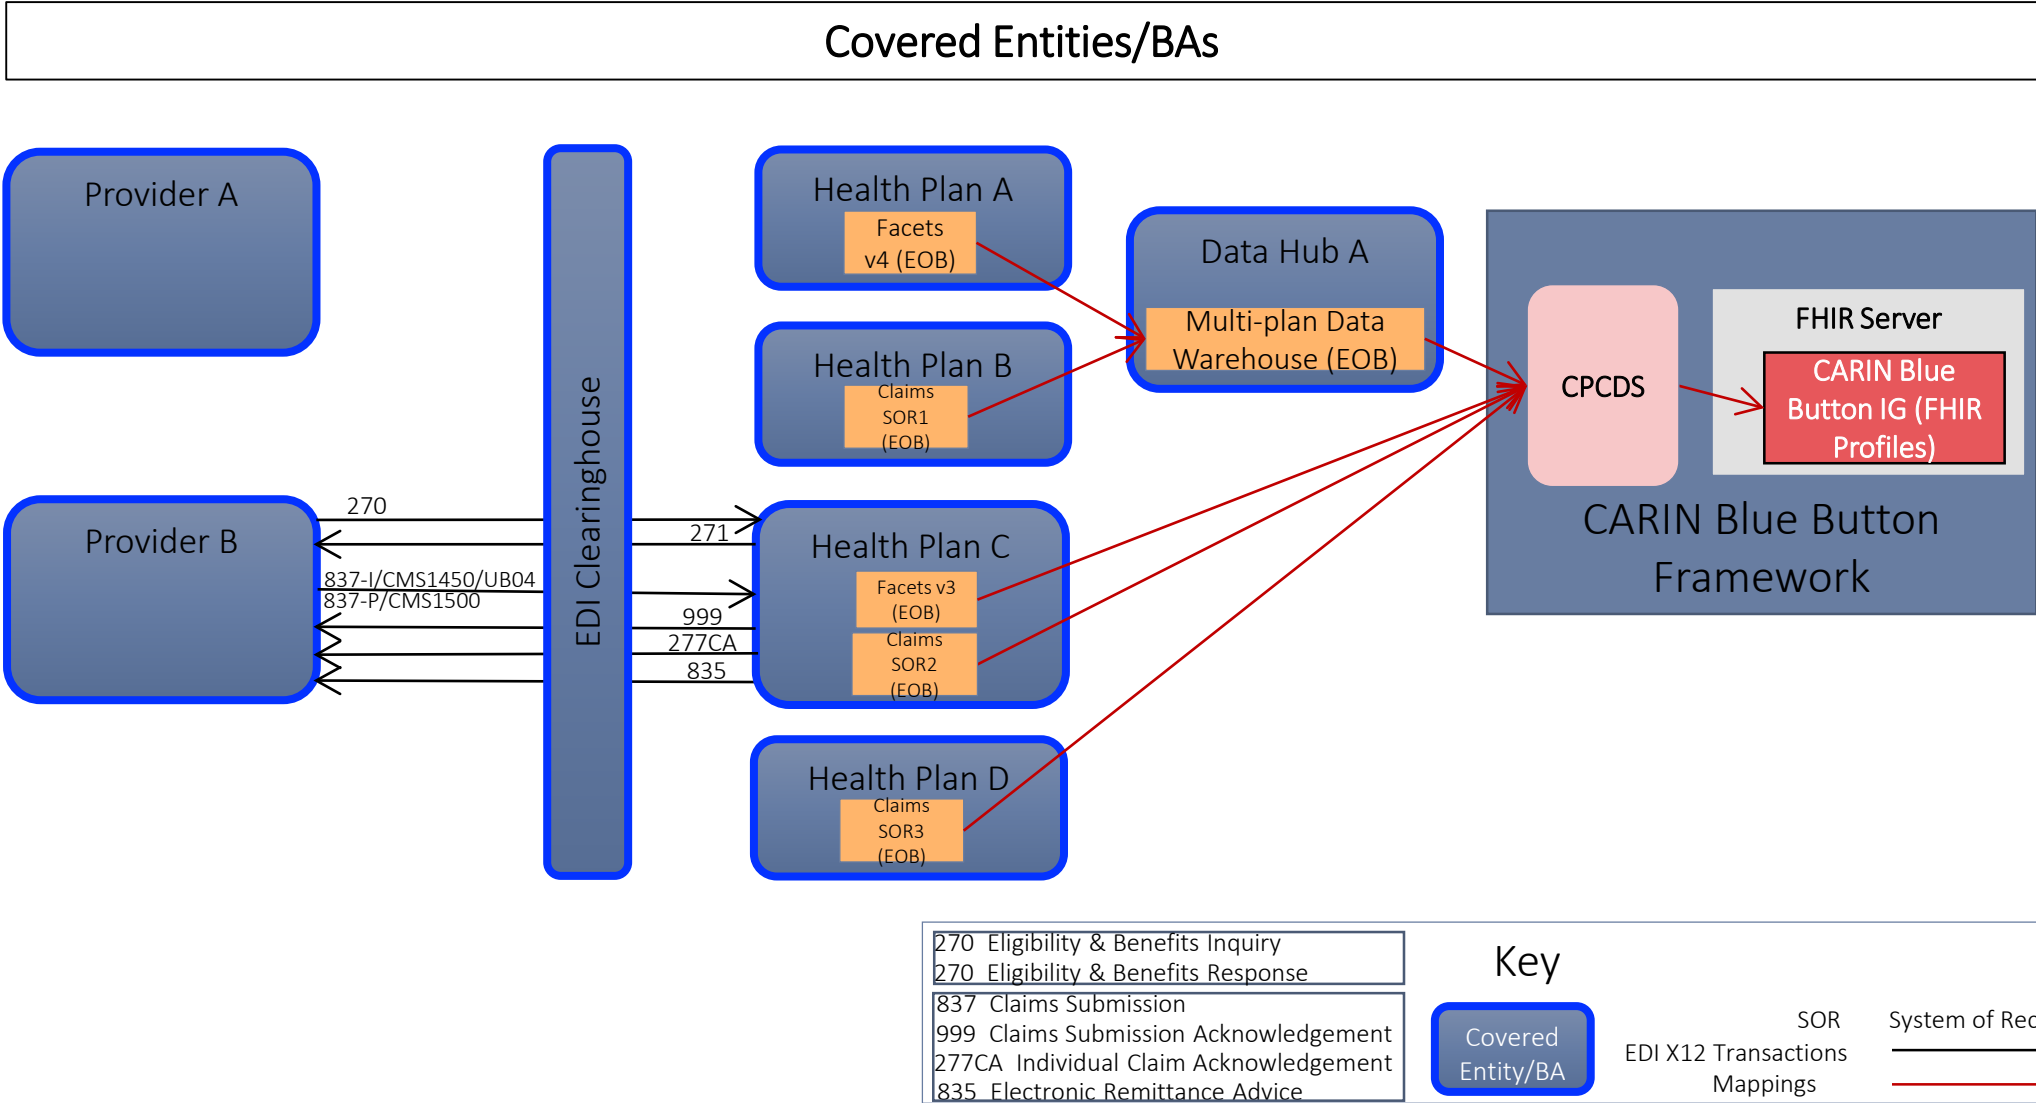 Covered Entities/BAs
Provider A
Provider B
EDI Clearinghouse
270
271
837-I/CMS1450/UB04
837-P/CMS1500
999
277CA
835
Health Plan A
Facets
v4 (EOB)
Health Plan B
Claims
SOR1
(EOB)
Health Plan C
Facets v3
(EOB)
Claims
SOR2
(EOB)
Health Plan D
Claims
SOR3
(EOB)
Data Hub A
Multi-plan Data
Warehouse (EOB)
CPCDS
FHIR Server
CARIN Blue
Button IG (FHIR
Profiles)
CARIN Blue Button
Framework
270 Eligibility & Benefits Inquiry
270 Eligibility & Benefits Response
837 Claims Submission
999 Claims Submission Acknowledgement
277CA Individual Claim Acknowledgement
835 Electronic Remittance Advice
Key
Covered
Entity/BA
SOR System of Rec
EDI X12 Transactions
Mappings